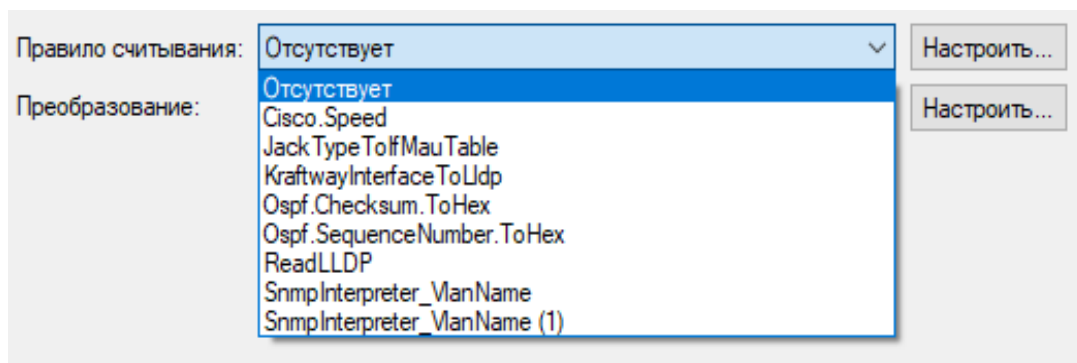 Правило считывания: Отсутствует Настроить...
Отсутствует
Преобразование: Настроить...
Cisco.Speed
JackTypeToIfMauTable
KraftwayInterfaceToLldp
Ospf.Checksum.ToHex
Ospf.SequenceNumber.ToHex
ReadLLDP
SnmpInterpreter_VlanName
SnmpInterpreter_VlanName (1)